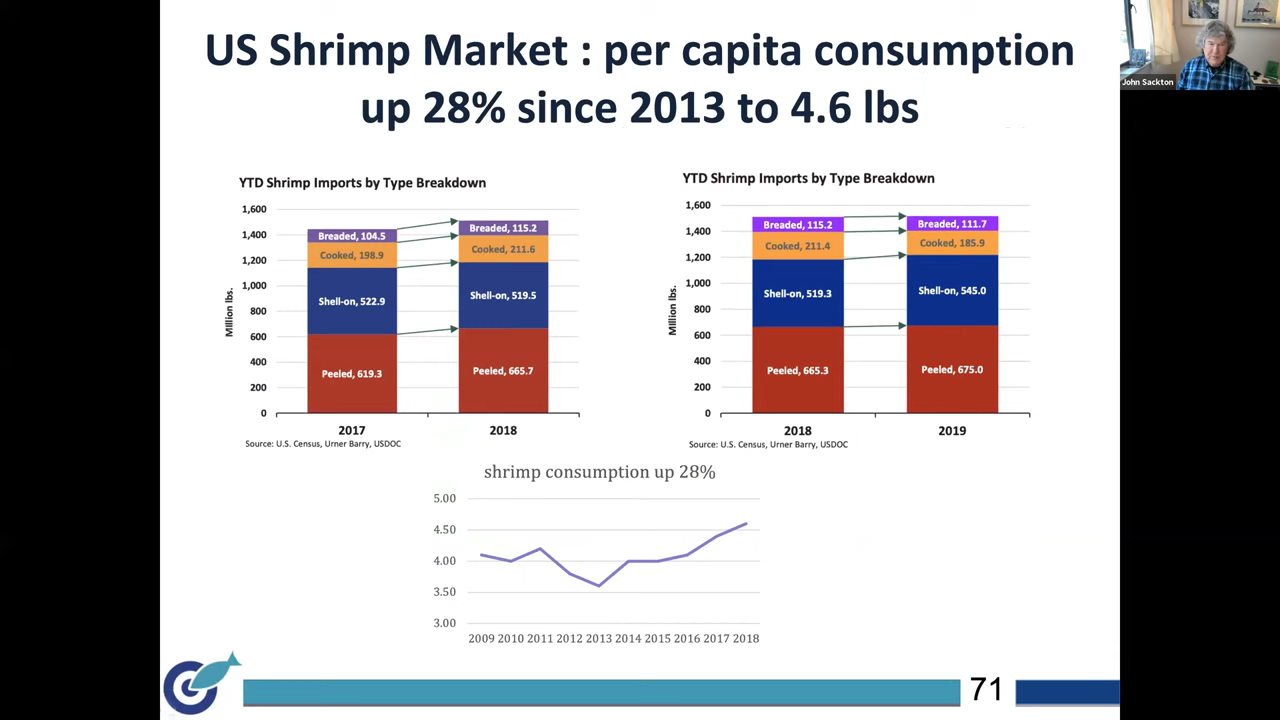 US Shrimp Market : per capita consumption
up 28% since 2013 to 4.6 lbs
John Sackton
YTD Shrimp Imports by Type Breakdown
Million lbs.
1,600
1,400
1,200
1,000
800
600
400
200
0
Breaded, 104.5
Cooked, 198.9
Shell-on, 522.9
Peeled, 619.3
Breaded, 115.2
Cooked, 211.6
Shell-on, 519.5
Peeled, 665.7
2017 2018
Source: U.S. Census, Urner Barry, USDOC
YTD Shrimp Imports by Type Breakdown
Million lbs.
1,600
1,400
1,200
1,000
800
600
400
200
0
Breaded, 115.2
Cooked, 211.4
Shell-on, 519.3
Peeled, 665.3
Breaded, 111.7
Cooked, 185.9
Shell-on, 545.0
Peeled, 675.0
2018 2019
Source: U.S. Census, Urner Barry, USDOC
shrimp consumption up 28%
5.00
4.50
4.00
3.50
3.00
2009 2010 2011 2012 2013 2014 2015 2016 2017 2018
71